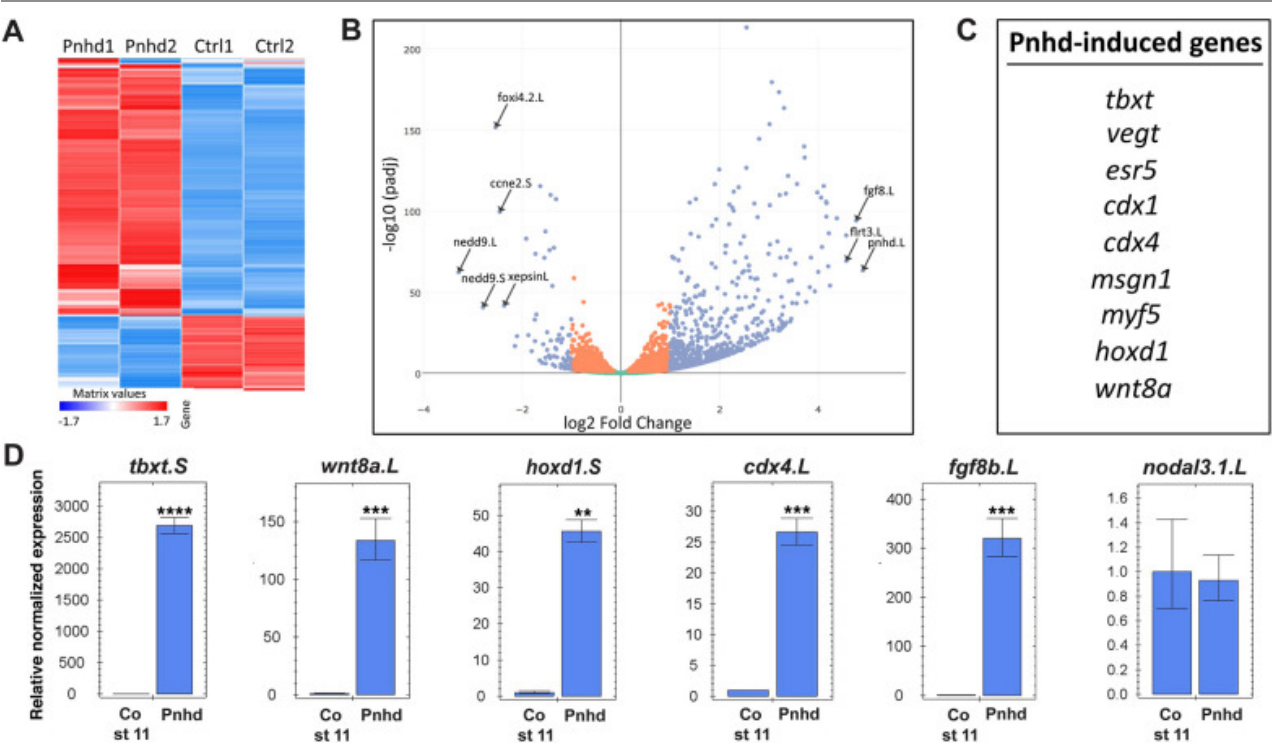 A
Pnhd1 Pnhd2 Ctrl1 Ctrl2
Matrix values
-1.7 1.7
Gene
B
200
150
100
50
0
-log10 (padj)
foxi4.2.L
ccne2.S
nedd9.L
nedd9.S
xepsinL
fgf8.L
flrt3.L
pnhd.L
−4 −2 0 2 4
log2 Fold Change
C
Pnhd-induced genes
tbxt
vegt
esr5
cdx1
cdx4
msgn1
myf5
hoxd1
wnt8a
D
Relative normalized expression
tbxt.S
3000
2500
2000
1500
1000
500
0
****
Co Pnhd
st 11
wnt8a.L
150
100
50
0
***
Co Pnhd
st 11
hoxd1.S
50
40
30
20
10
0
**
Co Pnhd
st 11
cdx4.L
30
25
20
15
10
5
0
***
Co Pnhd
st 11
fgf8b.L
400
300
200
100
0
***
Co Pnhd
st 11
nodal3.1.L
1.6
1.4
1.2
1.0
0.8
0.6
0.4
0.2
0.0
Co Pnhd
st 11